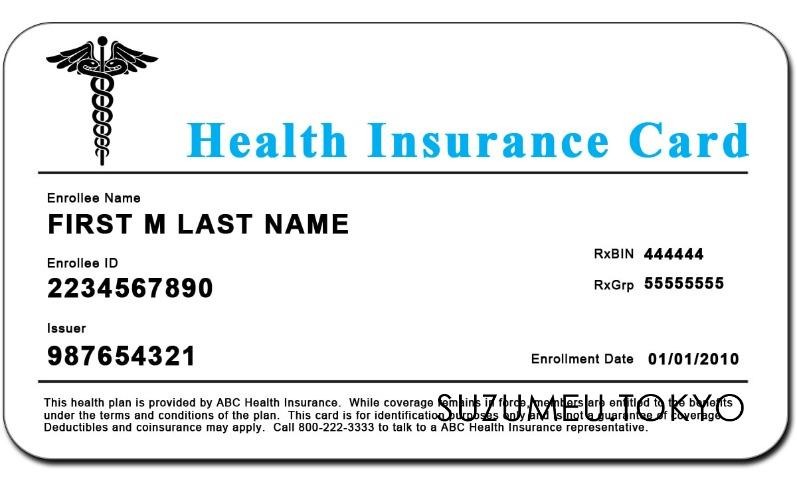 Health Insurance Card
Enrollee Name
FIRST M LAST NAME
Enrollee ID
2234567890
RxBIN 444444
RxGrp 55555555
Issuer
987654321
Enrollment Date 01/01/2010
This health plan is provided by ABC Health Insurance. While coverage remains in force, members are entitled to the benefits
under the terms and conditions of the plan. This card is for identification purposes only and is not a guarantee of coverage.
Deductibles and coinsurance may apply. Call 800-222-3333 to talk to a ABC Health Insurance representative.
SU7UMEU.TOKYO